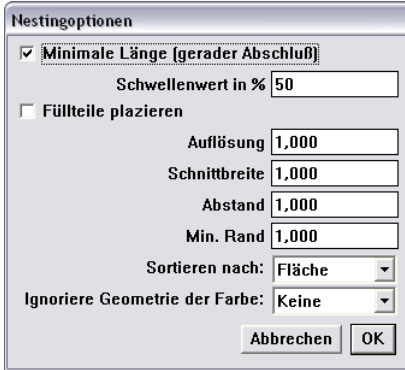 Nestingoptionen
Minimale Länge (gerader Abschluß)
Schwellenwert in % 50
Füllteile plazieren
Auflösung 1,000
Schnittbreite 1,000
Abstand 1,000
Min. Rand 1,000
Sortieren nach: Fläche
Ignoriere Geometrie der Farbe: Keine
Abbrechen OK